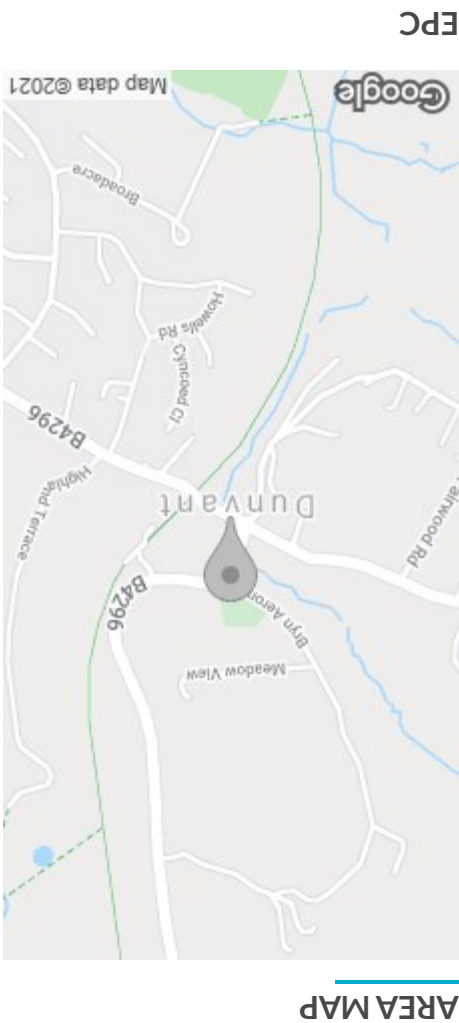 AREA MAP
Meadow View
Bryn Aeron
B4296
Dunvant
Fairwood Rd
Highland Terrace
B4296
Cyncoed Cl
Howells Rd
Broadacre
Google
Map data ©2021
EPC